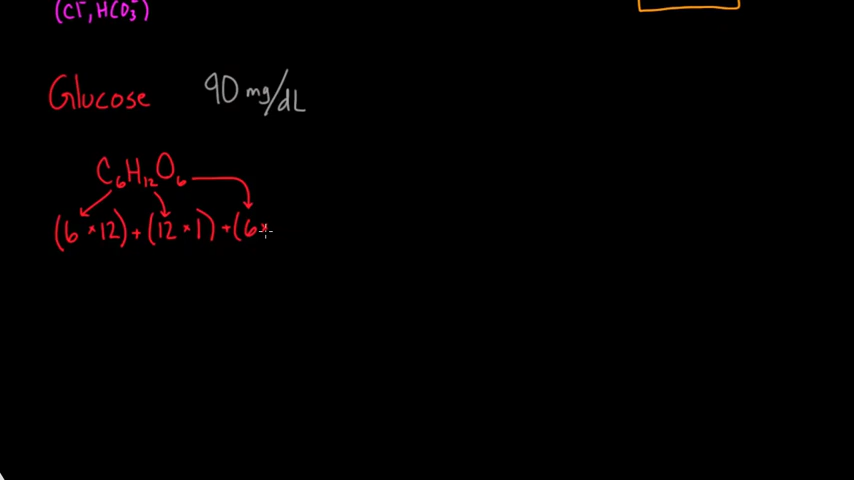 (Cl⁻, HCO₃⁻)
Glucose 90 mg/dL
C₆H₁₂O₆
(6 × 12) + (12 × 1) + (6 ×